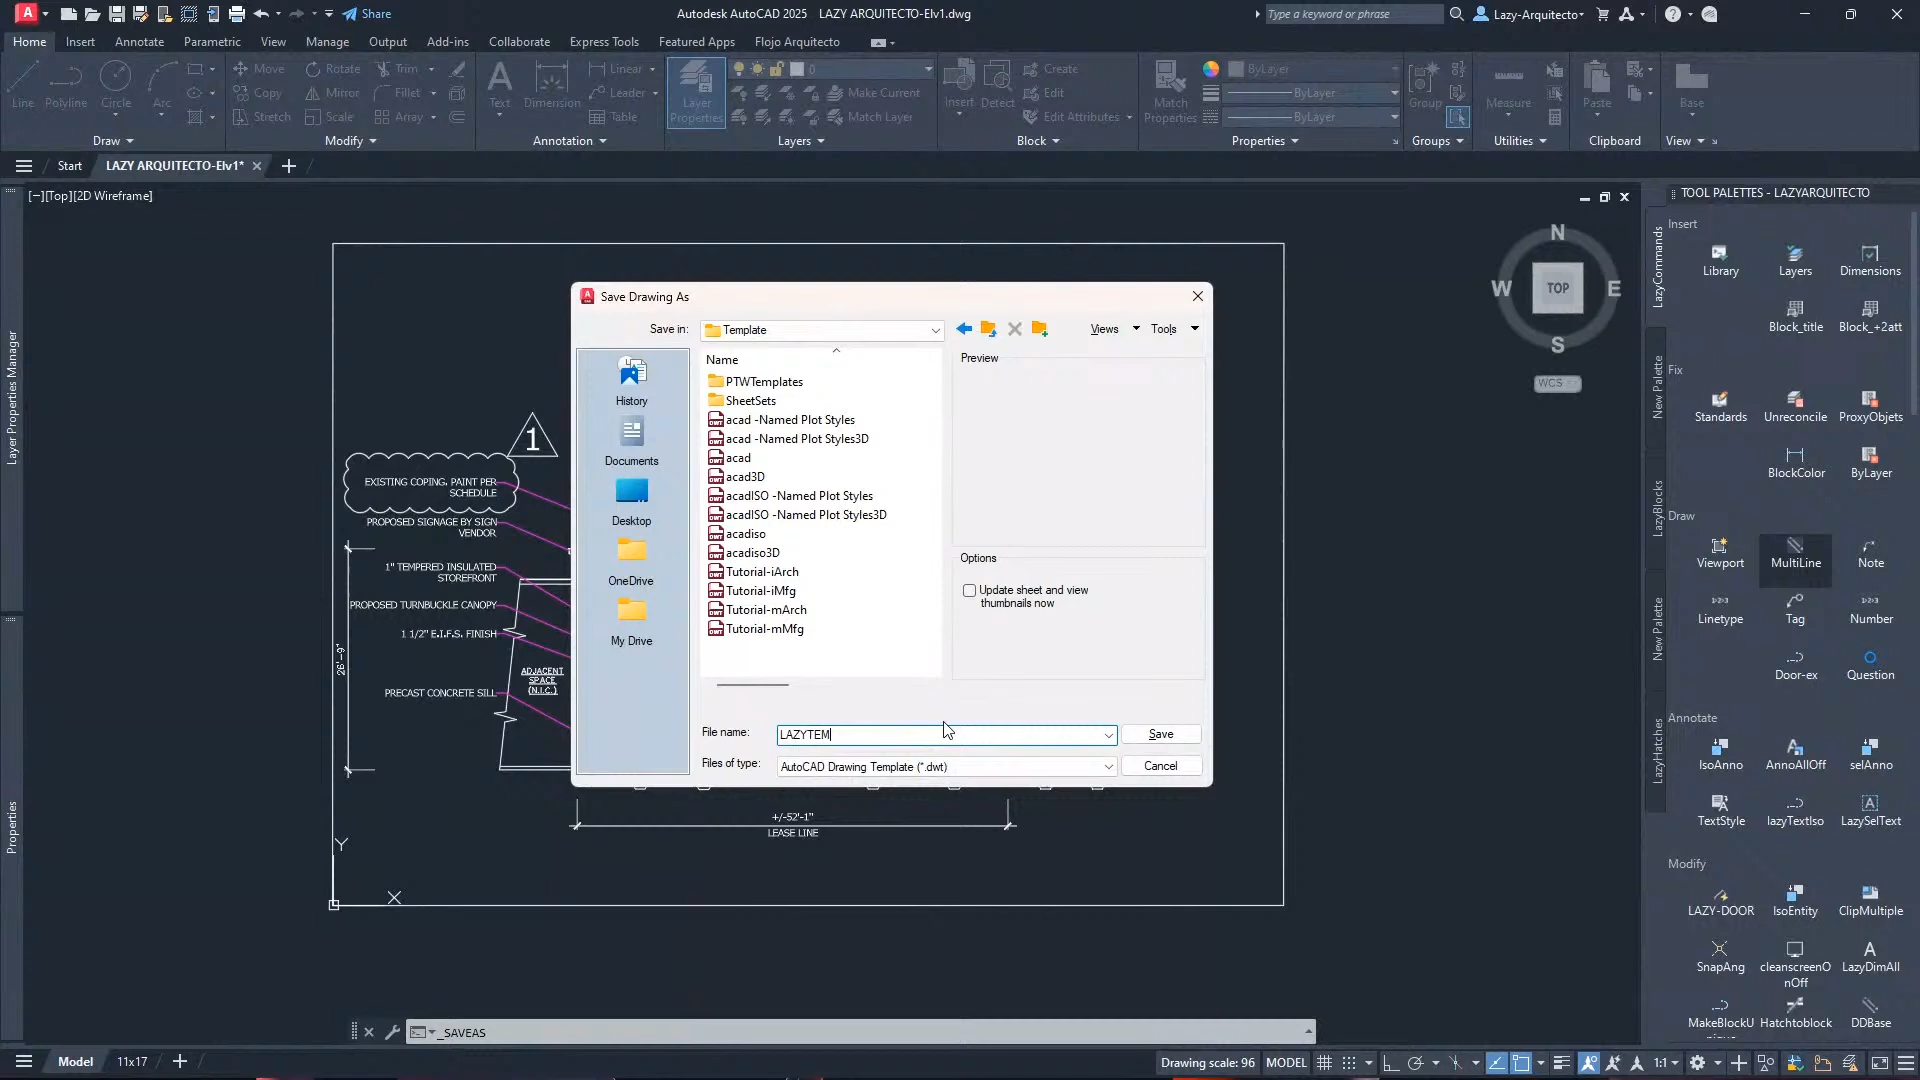 Share
Autodesk AutoCAD 2025 LAZY ARQUITECTO-Elv1.dwg
Type a keyword or phrase
Lazy-Arquitecto
Home Insert Annotate Parametric View Manage Output Add-ins Collaborate Express Tools Featured Apps Flojo Arquitecto
Line Polyline Circle Arc
Move Rotate Trim
Copy Mirror Fillet
Stretch Scale Array
Text Dimension
Linear
Leader
Table
Layer Properties
0
Make Current
Match Layer
Insert Detect
Create
Edit
Edit Attributes
Match Properties
ByLayer
ByLayer
ByLayer
Group
Measure
Paste
Base
Draw Modify Annotation Layers Block Properties Groups Utilities Clipboard View
Start LAZY ARQUITECTO-Elv1*
[−][Top][2D Wireframe]
Layer Properties Manager
Properties
N
W TOP E
S
WCS
1
EXISTING COPING. PAINT PER
SCHEDULE
PROPOSED SIGNAGE BY SIGN
VENDOR
1" TEMPERED INSULATED
STOREFRONT
PROPOSED TURNBUCKLE CANOPY
1 1/2" E.I.F.S. FINISH
ADJACENT
SPACE
(N.I.C.)
PRECAST CONCRETE SILL
26'-9"
+/-52'-1"
LEASE LINE
Y
X
Save Drawing As
Save in: Template
Views Tools
History
Documents
Desktop
OneDrive
My Drive
Name
PTWTemplates
SheetSets
acad -Named Plot Styles
acad -Named Plot Styles3D
acad
acad3D
acadISO -Named Plot Styles
acadISO -Named Plot Styles3D
acadiso
acadiso3D
Tutorial-iArch
Tutorial-iMfg
Tutorial-mArch
Tutorial-mMfg
Preview
Options
Update sheet and view
thumbnails now
File name: LAZYTEM Save
Files of type: AutoCAD Drawing Template (*.dwt) Cancel
TOOL PALETTES - LAZYARQUITECTO
LazyCommands
New Palette
LazyBlocks
New Palette
LazyHatches
Insert
Library Layers Dimensions
Block_title Block_+2att
Fix
Standards Unreconcile ProxyObjets
BlockColor ByLayer
Draw
Viewport MultiLine Note
Linetype Tag Number
Door-ex Question
Annotate
IsoAnno AnnoAllOff selAnno
TextStyle lazyTextIso LazySelText
Modify
LAZY-DOOR IsoEntity ClipMultiple
SnapAng cleanscreenO
nOff LazyDimAll
MakeBlockU Hatchtoblock DDBase
_SAVEAS
Model 11x17
Drawing scale: 96 MODEL 1:1